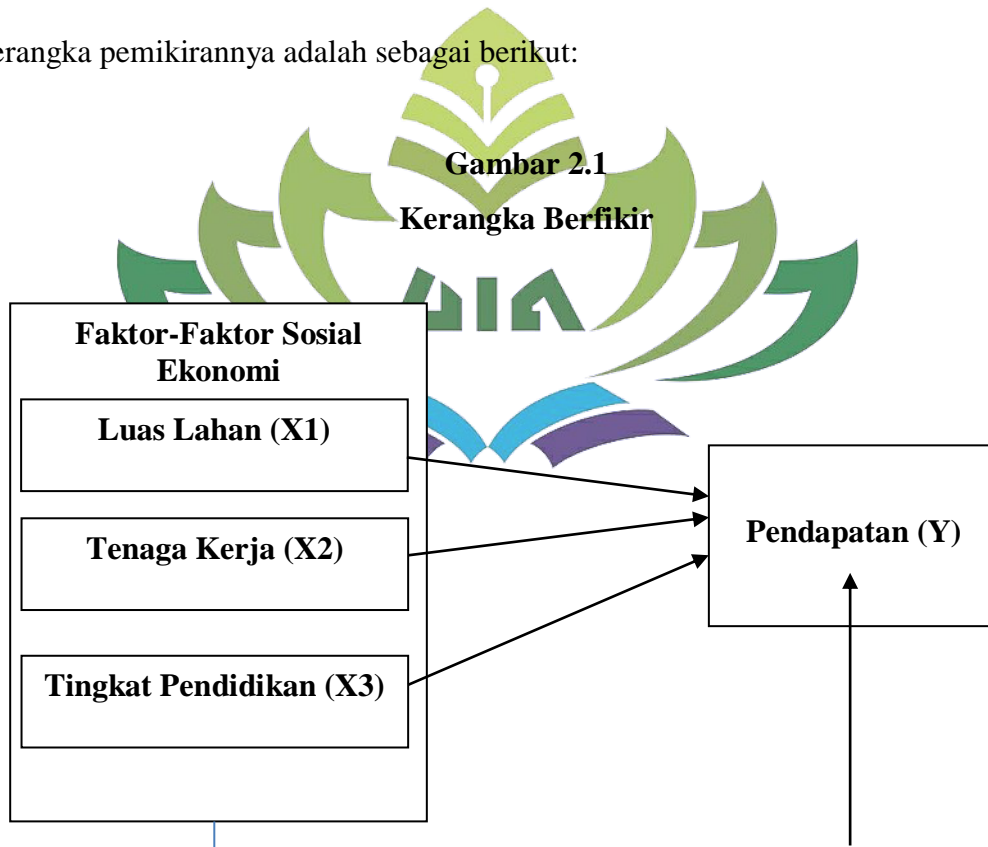 erangka pemikirannya adalah sebagai berikut:
Gambar 2.1
Kerangka Berfikir
UIN
Faktor-Faktor Sosial
Ekonomi
Luas Lahan (X1)
Tenaga Kerja (X2)
Tingkat Pendidikan (X3)
Pendapatan (Y)